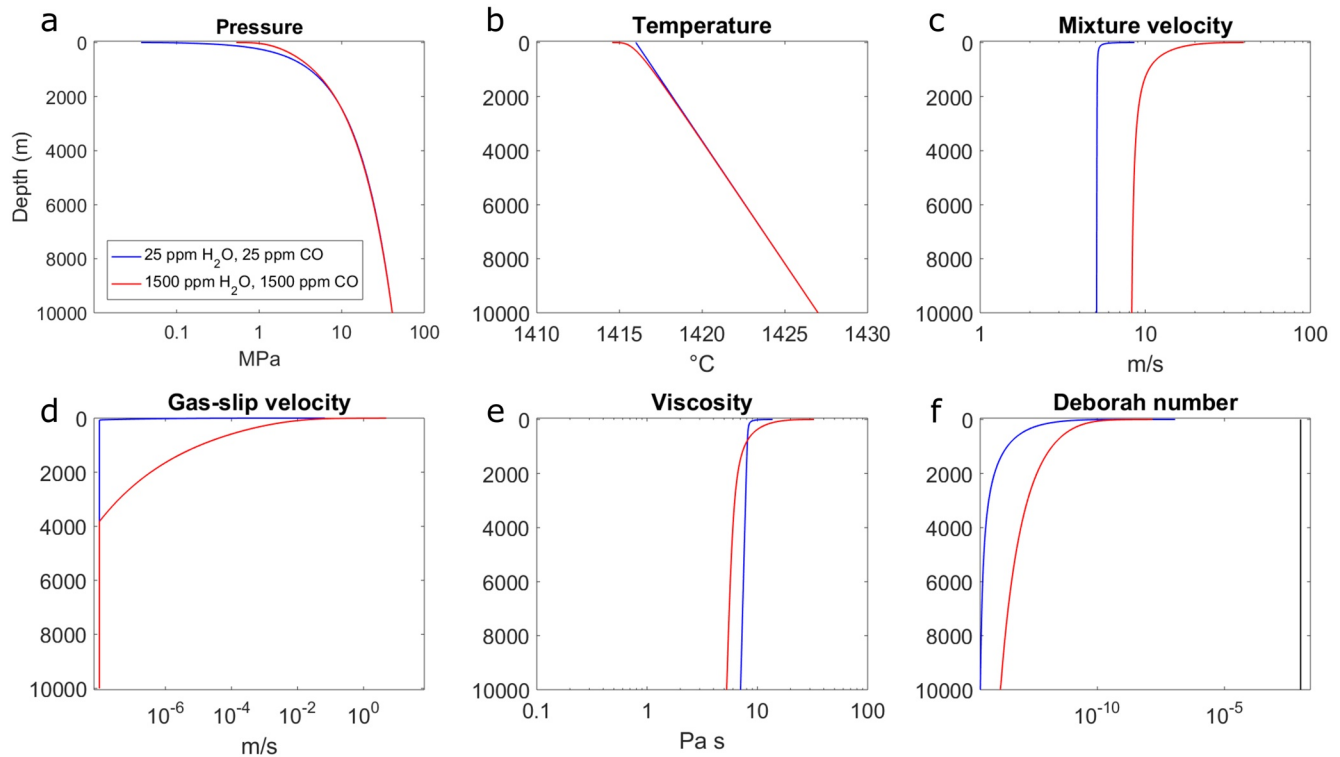 a
Pressure
0
2000
4000
6000
8000
10000
Depth (m)
25 ppm H₂O, 25 ppm CO
1500 ppm H₂O, 1500 ppm CO
0.1
1
10
100
MPa
b
Temperature
0
2000
4000
6000
8000
10000
1410
1415
1420
1425
1430
°C
c
Mixture velocity
0
2000
4000
6000
8000
10000
1
10
100
m/s
d
Gas-slip velocity
0
2000
4000
6000
8000
10000
10⁻⁶
10⁻⁴
10⁻²
10⁰
m/s
e
Viscosity
0
2000
4000
6000
8000
10000
0.1
1
10
100
Pa s
f
Deborah number
0
2000
4000
6000
8000
10000
10⁻¹⁰
10⁻⁵